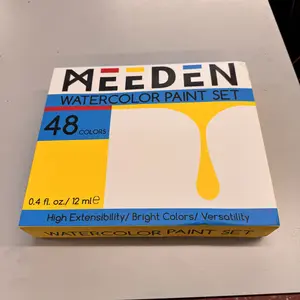 MEEDEN
WATERCOLOR PAINT SET
48 COLORS
0.4 fl. oz./ 12 ml ℮
High Extensibility/ Bright Colors/ Versatility
WATERCOLOR PAINT SET